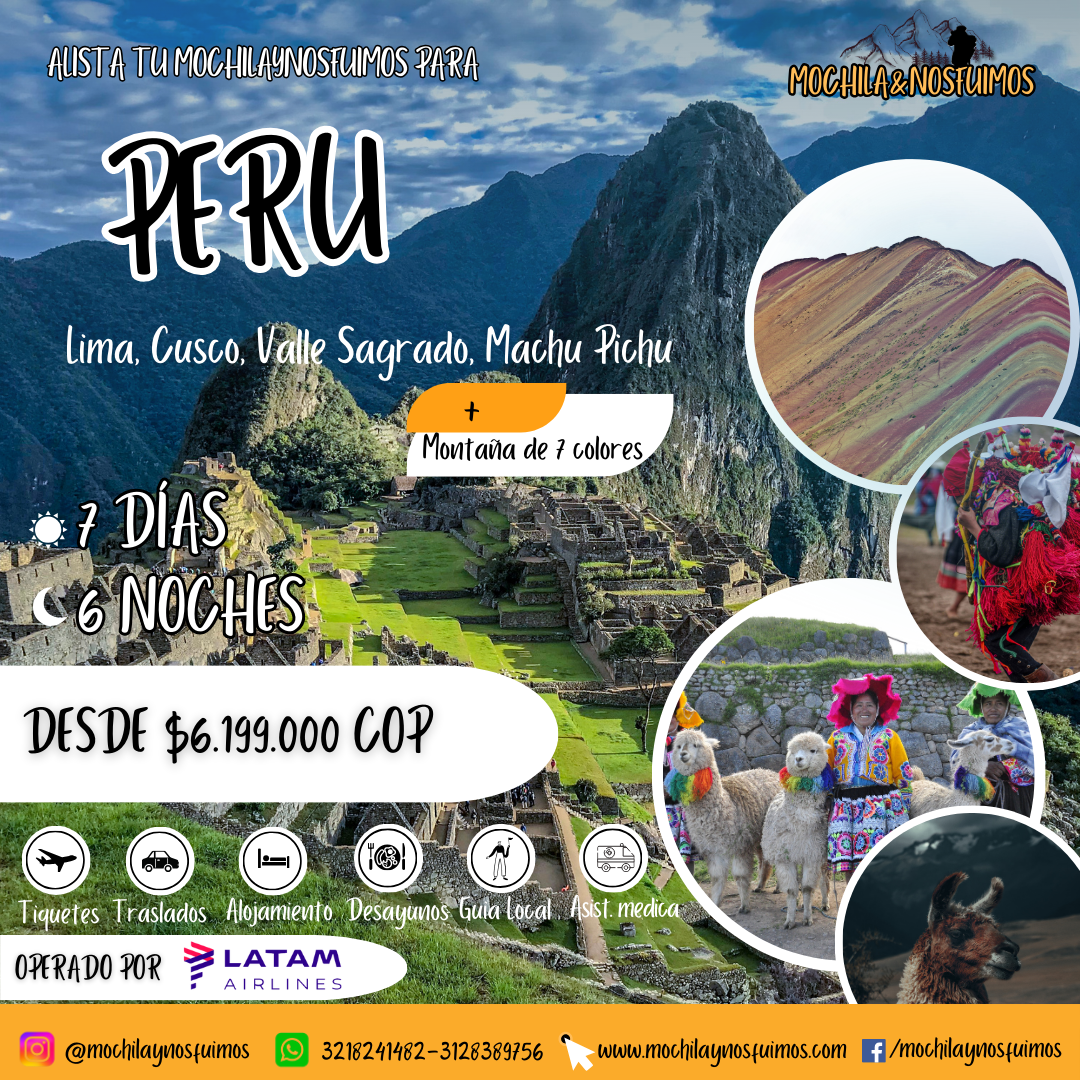 ALISTA TU MOCHILAYNOSFUIMOS PARA
MOCHILA&NOSFUIMOS
PERU
Lima, Cusco, Valle Sagrado, Machu Pichu
+
Montaña de 7 colores
7 DÍAS
6 NOCHES
DESDE $6.199.000 COP
Tiquetes Traslados Alojamiento Desayunos Guia Local Asist. medica
OPERADO POR LATAM
AIRLINES
@mochilaynosfuimos 3218241482-3128389756 www.mochilaynosfuimos.com /mochilaynosfuimos